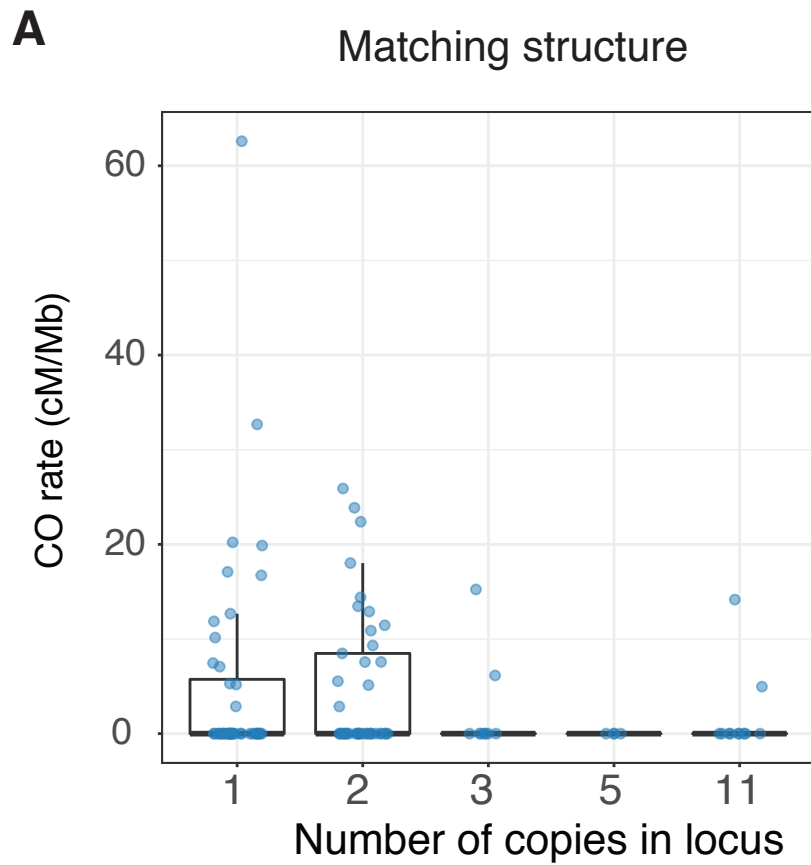 A
Matching structure
60
40
20
0
CO rate (cM/Mb)
1 2 3 5 11
Number of copies in locus